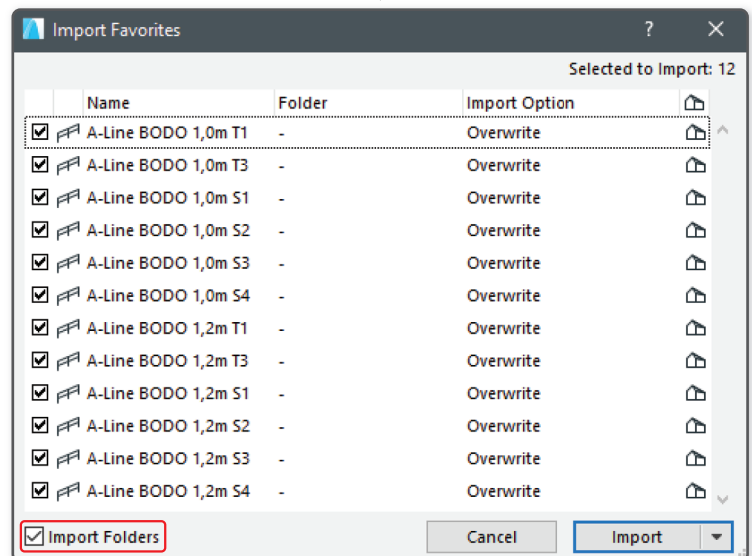 Import Favorites ? ×
Selected to Import: 12
Name Folder Import Option
A-Line BODO 1,0m T1 - Overwrite
A-Line BODO 1,0m T3 - Overwrite
A-Line BODO 1,0m S1 - Overwrite
A-Line BODO 1,0m S2 - Overwrite
A-Line BODO 1,0m S3 - Overwrite
A-Line BODO 1,0m S4 - Overwrite
A-Line BODO 1,2m T1 - Overwrite
A-Line BODO 1,2m T3 - Overwrite
A-Line BODO 1,2m S1 - Overwrite
A-Line BODO 1,2m S2 - Overwrite
A-Line BODO 1,2m S3 - Overwrite
A-Line BODO 1,2m S4 - Overwrite
Import Folders Cancel Import